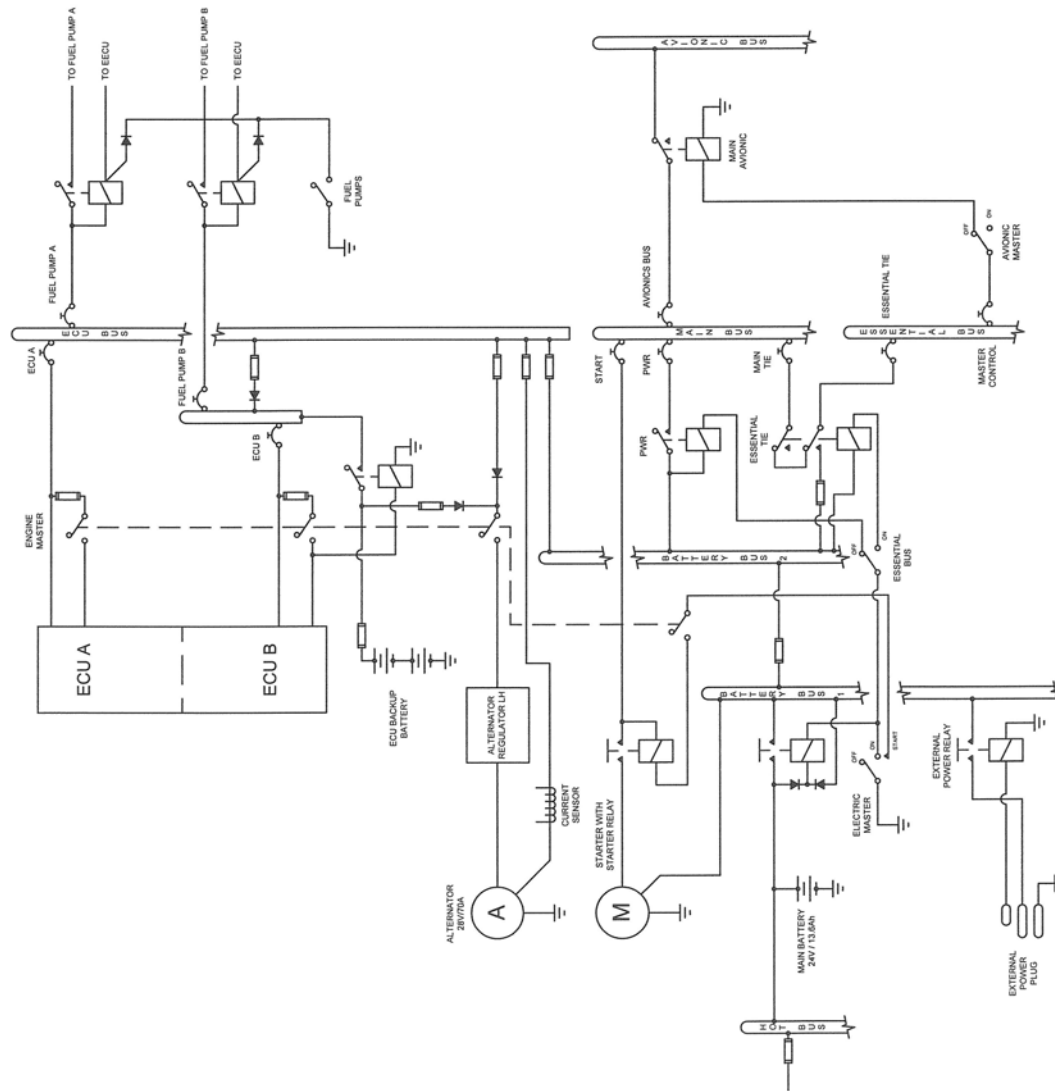 TO FUEL PUMP A
TO EECU
TO FUEL PUMP B
TO EECU
FUEL PUMPS
FUEL PUMP A
ECU BUS
ECU A
FUEL PUMP B
ECU B
ENGINE
MASTER
ECU A
ECU B
ECU BACKUP
BATTERY
ALTERNATOR
REGULATOR LH
CURRENT
SENSOR
ALTERNATOR
28V/70A
A
AVIONIC BUS
MAIN
AVIONIC
OFF
ON
AVIONIC
MASTER
AVIONICS BUS
MAIN BUS
ESSENTIAL TIE
ESSENTIAL BUS
START
PWR
MAIN
TIE
MASTER
CONTROL
PWR
ESSENTIAL
TIE
BATTERY BUS 2
OFF
ON
ESSENTIAL
BUS
BATTERY BUS 1
STARTER WITH
STARTER RELAY
M
OFF
ON
START
ELECTRIC
MASTER
EXTERNAL
POWER RELAY
MAIN BATTERY
24V / 13.6Ah
EXTERNAL
POWER
PLUG
HOT BUS